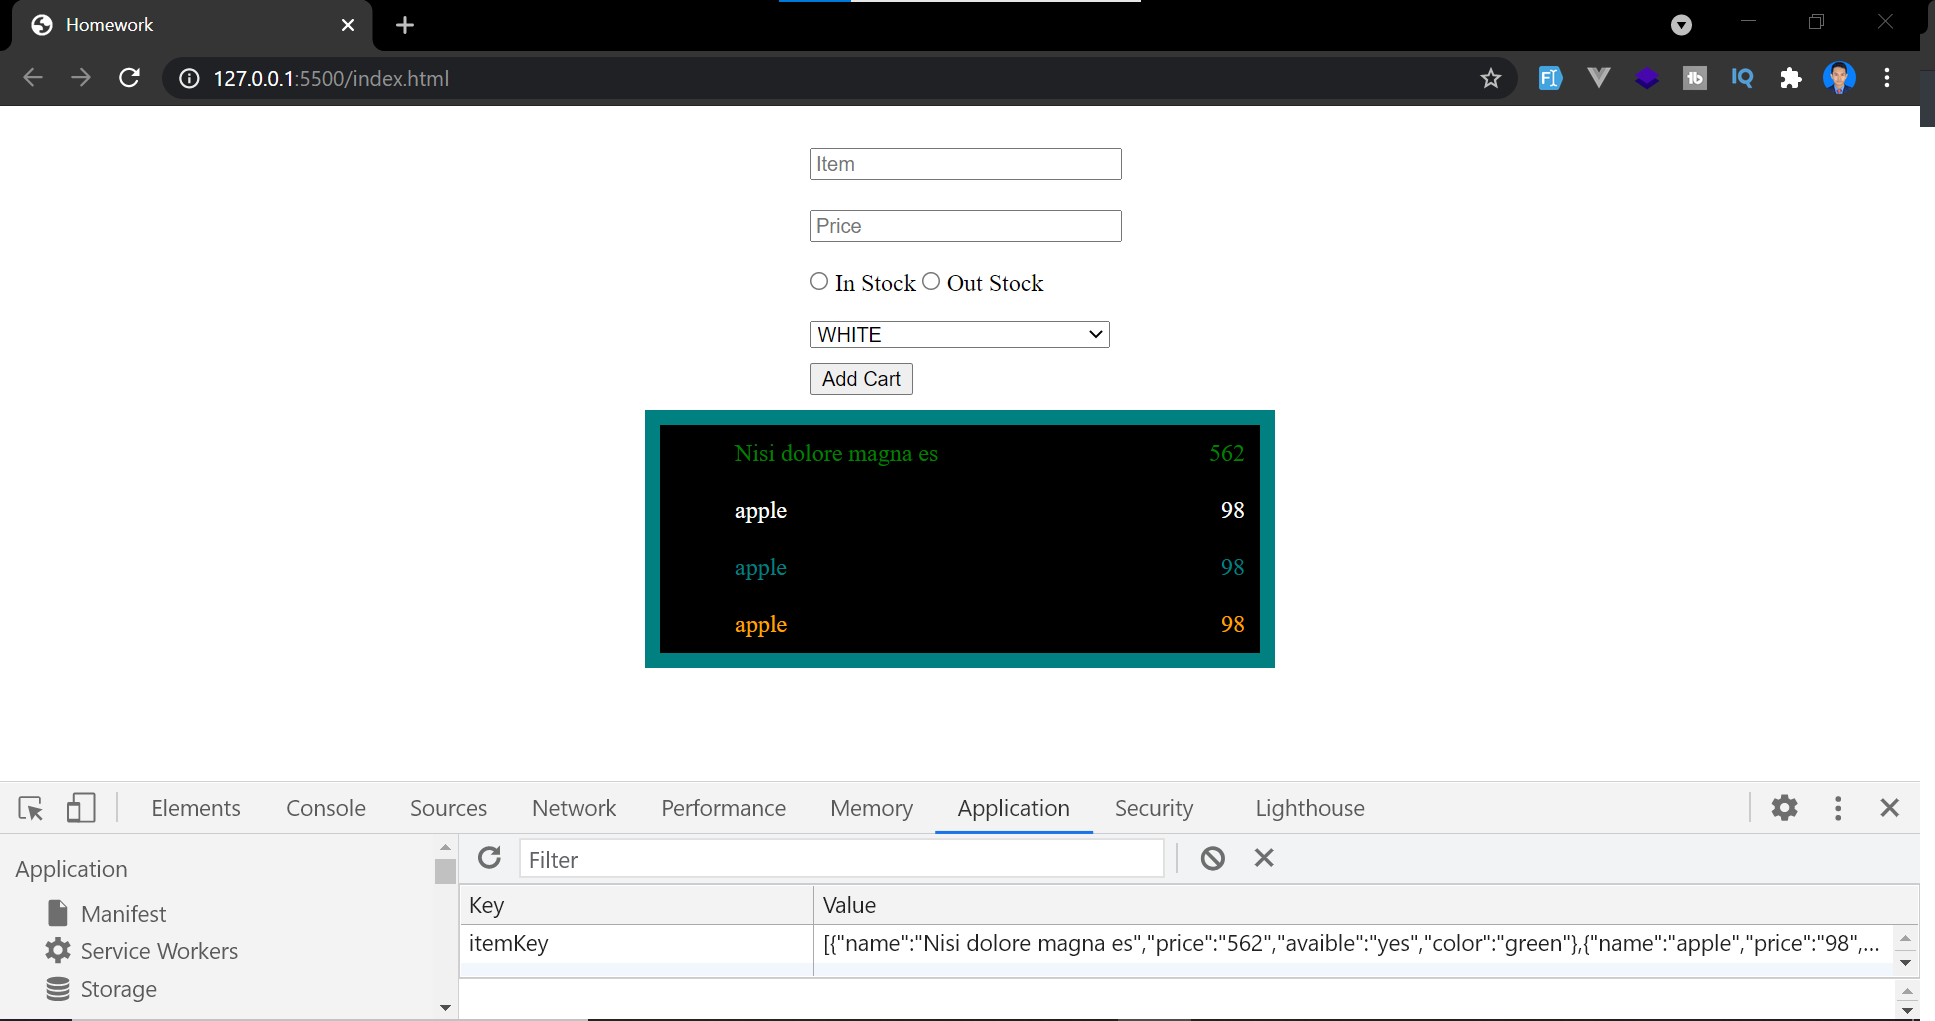 Homework
127.0.0.1:5500/index.html
F
tb
IQ
Item
Price
In Stock Out Stock
WHITE
Add Cart
Nisi dolore magna es 562
apple 98
apple 98
apple 98
Elements Console Sources Network Performance Memory Application Security Lighthouse
Application
Filter
Manifest
Service Workers
Storage
Key Value
itemKey [{"name":"Nisi dolore magna es","price":"562","avaible":"yes","color":"green"},{"name":"apple","price":"98",...